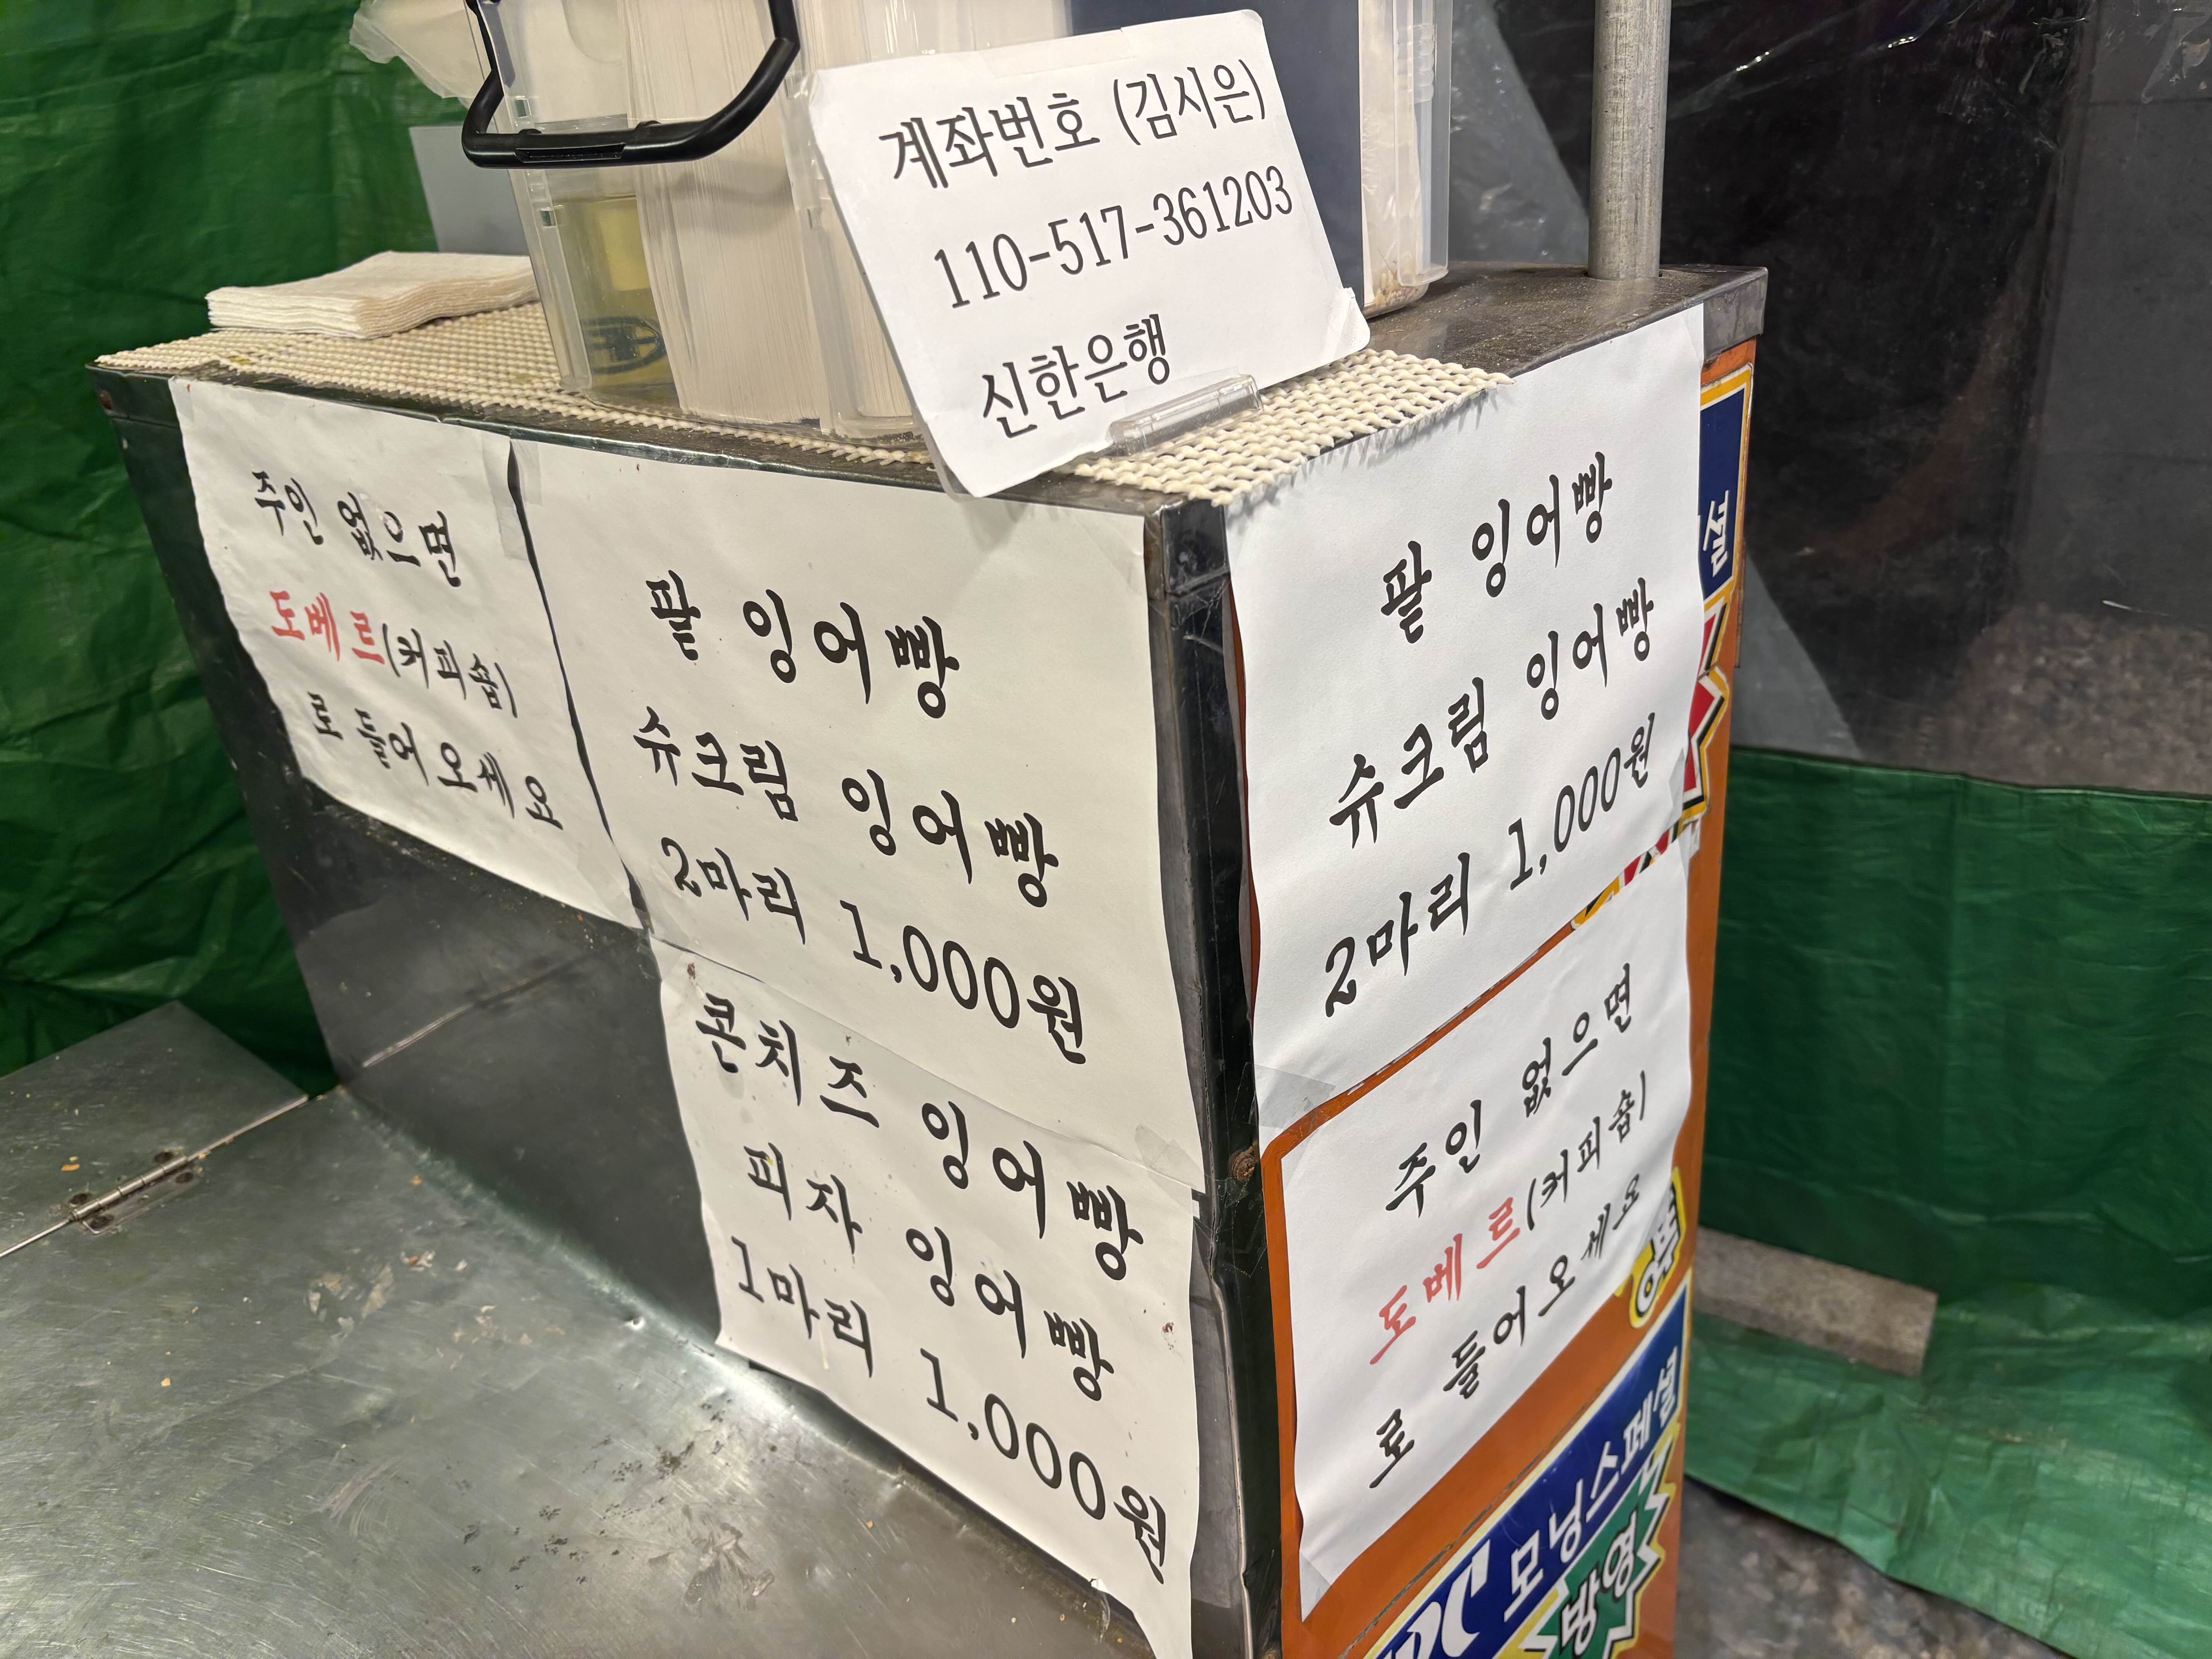 계좌번호 (김시은)
110-517-361203
신한은행
주인 없으면
도베르(커피숍)
로 들어오세요
팥 잉어빵
슈크림 잉어빵
2마리 1,000원
콘치즈 잉어빵
피자 잉어빵
1마리 1,000원
팥 잉어빵
슈크림 잉어빵
2마리 1,000원
주인 없으면
도베르(커피숍)
로 들어오세요
모닝스페셜
방영